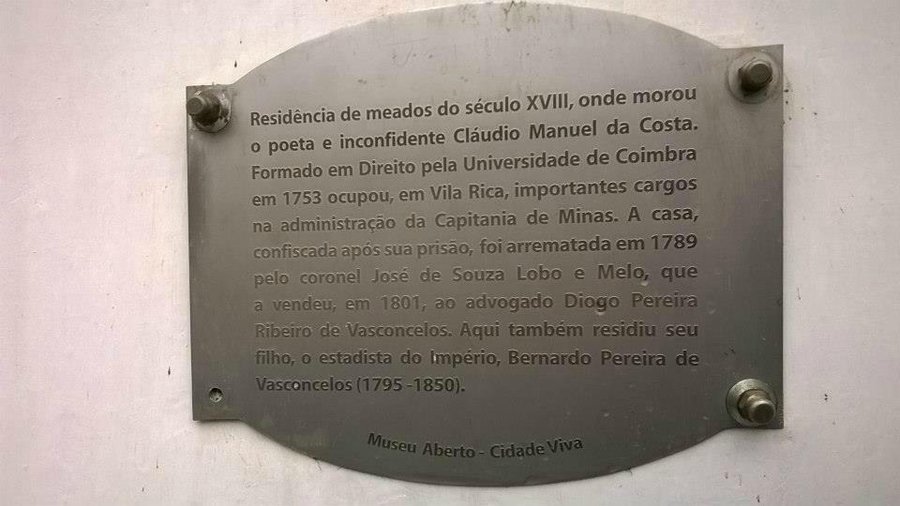 Residência de meados do século XVIII, onde morou
o poeta e inconfidente Cláudio Manuel da Costa.
Formado em Direito pela Universidade de Coimbra
em 1753 ocupou, em Vila Rica, importantes cargos
na administração da Capitania de Minas. A casa,
confiscada após sua prisão, foi arrematada em 1789
pelo coronel José de Souza Lobo e Melo, que
a vendeu, em 1801, ao advogado Diogo Pereira
Ribeiro de Vasconcelos. Aqui também residiu seu
filho, o estadista do Império, Bernardo Pereira de
Vasconcelos (1795 -1850).
Museu Aberto - Cidade Viva